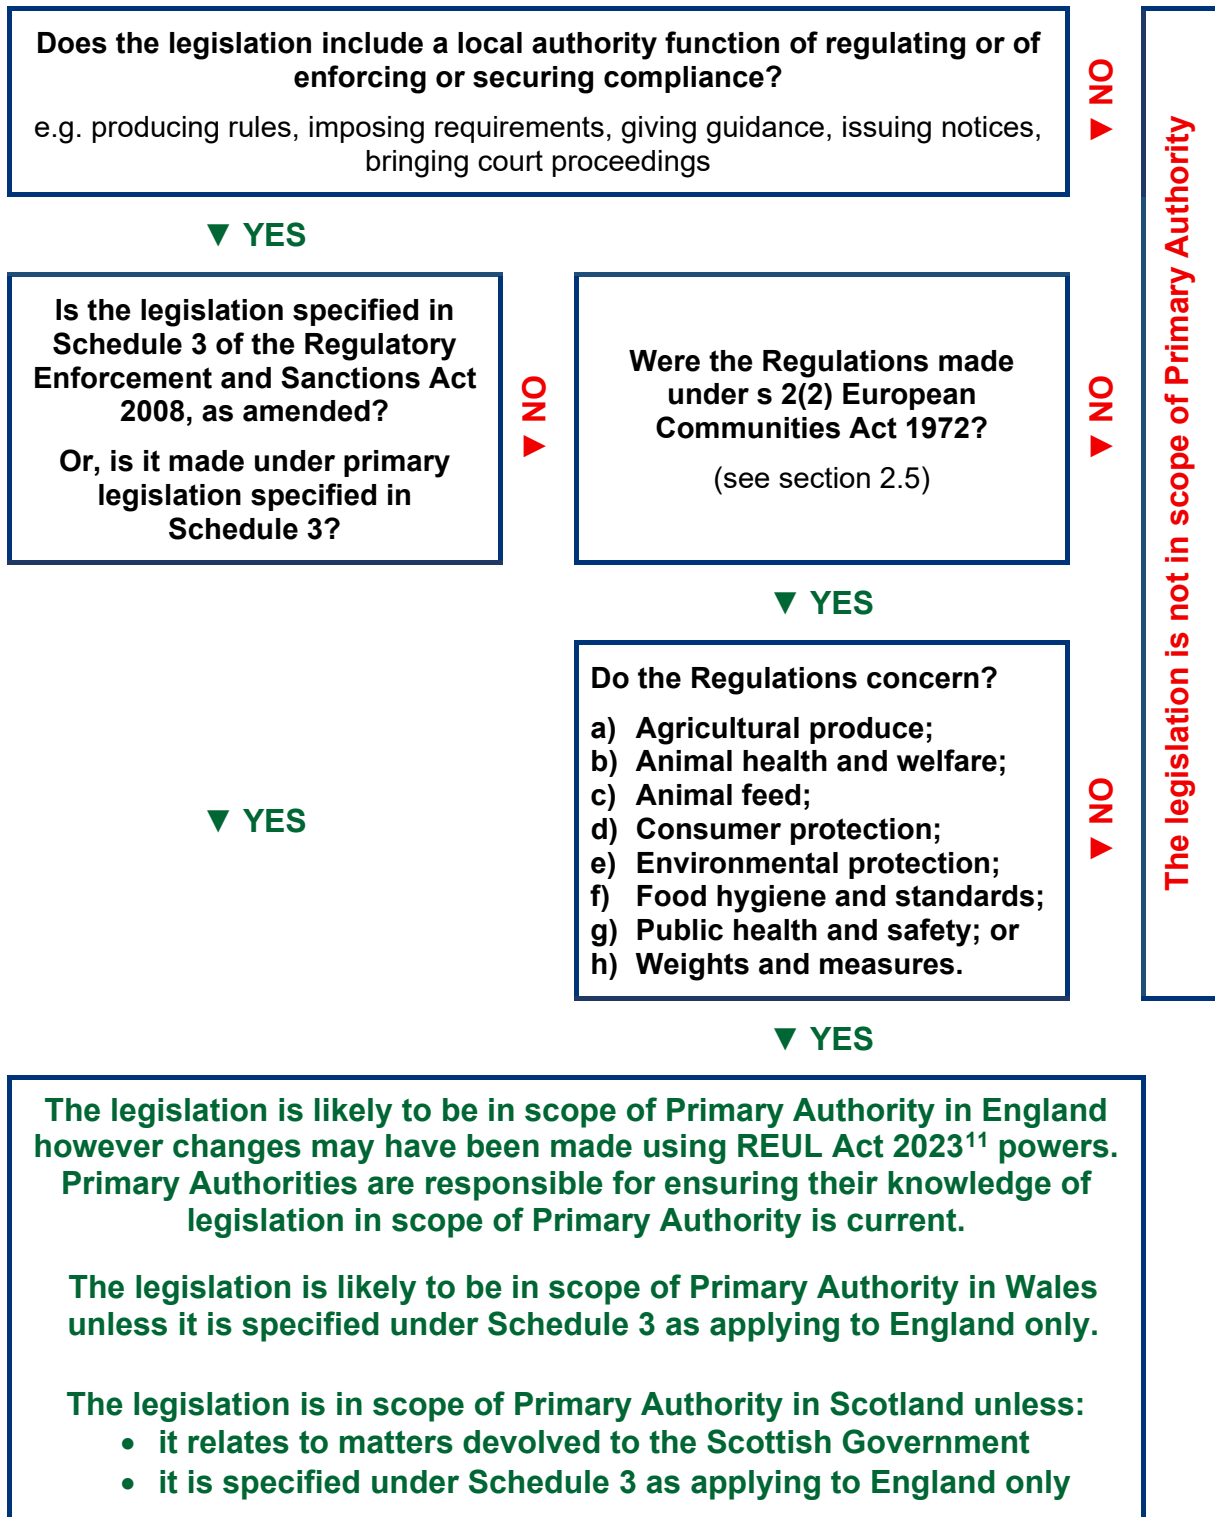 Does the legislation include a local authority function of regulating or of
enforcing or securing compliance?
e.g. producing rules, imposing requirements, giving guidance, issuing notices,
bringing court proceedings
▼ NO
The legislation is not in scope of Primary Authority
▼ YES
Is the legislation specified in
Schedule 3 of the Regulatory
Enforcement and Sanctions Act
2008, as amended?
Or, is it made under primary
legislation specified in
Schedule 3?
▼ NO
Were the Regulations made
under s 2(2) European
Communities Act 1972?
(see section 2.5)
▼ NO
▼ YES
▼ YES
Do the Regulations concern?
a) Agricultural produce;
b) Animal health and welfare;
c) Animal feed;
d) Consumer protection;
e) Environmental protection;
f) Food hygiene and standards;
g) Public health and safety; or
h) Weights and measures.
▼ NO
▼ YES
The legislation is likely to be in scope of Primary Authority in England
however changes may have been made using REUL Act 2023¹¹ powers.
Primary Authorities are responsible for ensuring their knowledge of
legislation in scope of Primary Authority is current.
The legislation is likely to be in scope of Primary Authority in Wales
unless it is specified under Schedule 3 as applying to England only.
The legislation is in scope of Primary Authority in Scotland unless:
• it relates to matters devolved to the Scottish Government
• it is specified under Schedule 3 as applying to England only